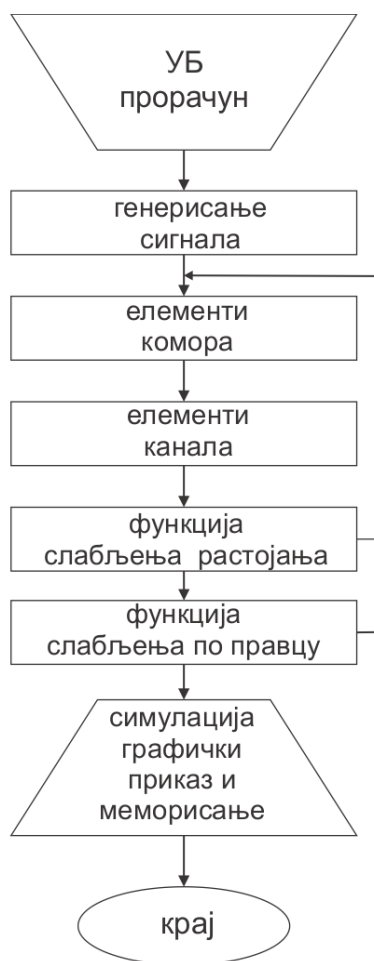 УБ
прорачун
генерисање
сигнала
елементи
комора
елементи
канала
функција
слабљења растојања
функција
слабљења по правцу
симулација
графички
приказ и
меморисање
крај